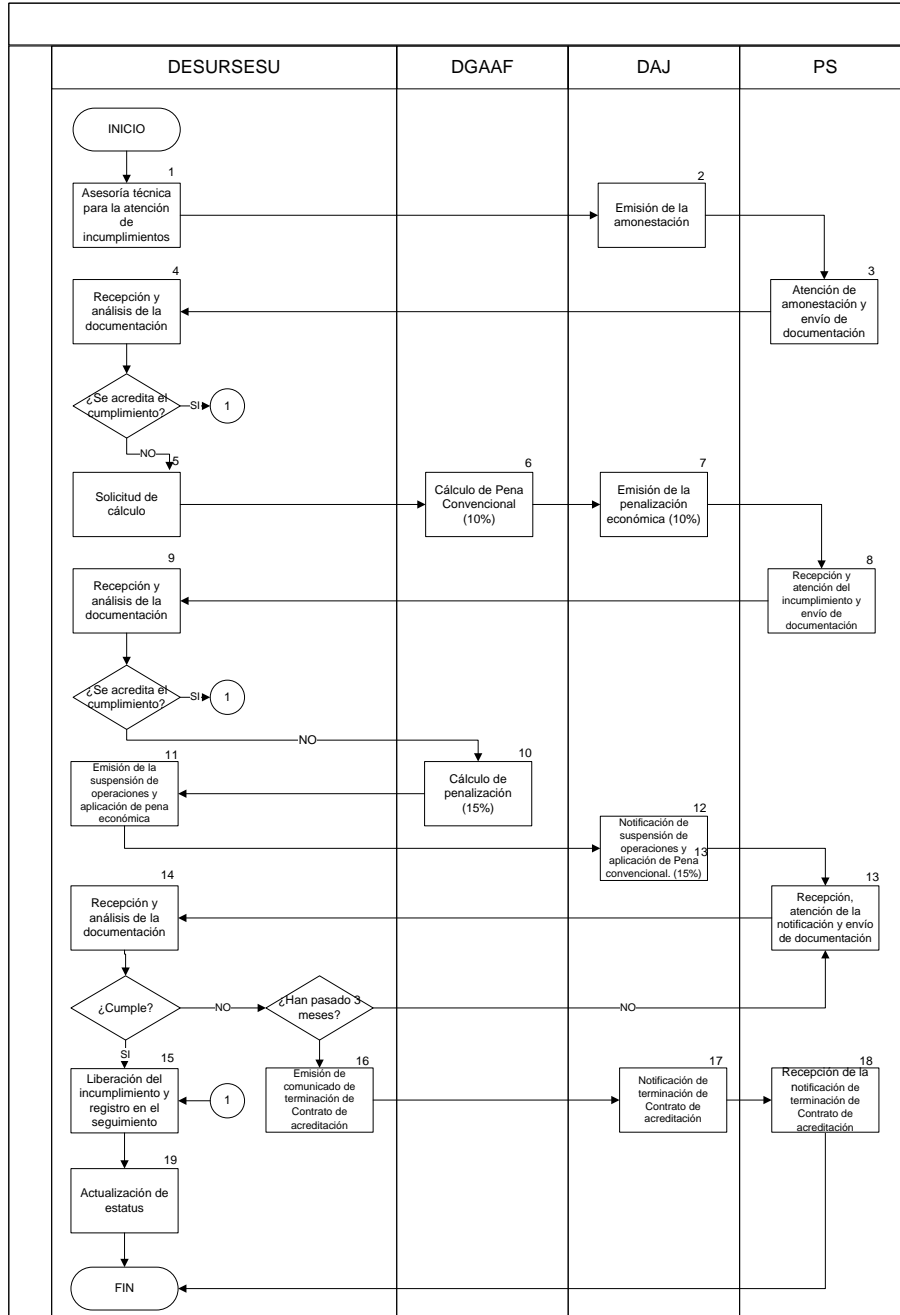 DESURSESU
DGAAF
DAJ
PS
INICIO
1
Asesoría técnica
para la atención
de
incumplimientos
2
Emisión de la
amonestación
3
Atención de
amonestación y
envío de
documentación
4
Recepción y
análisis de la
documentación
¿Se acredita el
cumplimiento?
SI
1
NO
5
Solicitud de
cálculo
6
Cálculo de Pena
Convencional
(10%)
7
Emisión de la
penalización
económica (10%)
8
Recepción y
atención del
incumplimiento y
envío de
documentación
9
Recepción y
análisis de la
documentación
¿Se acredita el
cumplimiento?
SI
1
NO
10
Cálculo de
penalización
(15%)
11
Emisión de la
suspensión de
operaciones y
aplicación de pena
económica
12
Notificación de
suspensión de
operaciones y
aplicación de Pena
convencional. (15%)
13
13
Recepción,
atención de la
notificación y envío
de documentación
14
Recepción y
análisis de la
documentación
¿Cumple?
NO
¿Han pasado 3
meses?
NO
SI
15
Liberación del
incumplimiento y
registro en el
seguimiento
1
16
Emisión de
comunicado de
terminación de
Contrato de
acreditación
17
Notificación de
terminación de
Contrato de
acreditación
18
Recepción de la
notificación de
terminación de
Contrato de
acreditación
19
Actualización de
estatus
FIN